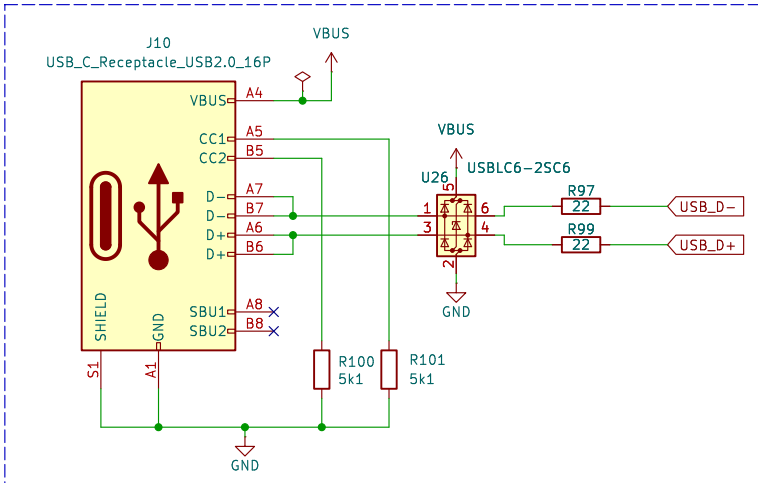 J10
USB_C_Receptacle_USB2.0_16P
VBUS
VBUS
A4
CC1
A5
CC2
B5
D-
A7
D-
B7
D+
A6
D+
B6
SBU1
A8
SBU2
B8
SHIELD
GND
S1
A1
R100
5k1
R101
5k1
GND
VBUS
USBLC6-2SC6
U26
5
1
6
3
4
2
GND
R97
22
USB_D-
R99
22
USB_D+